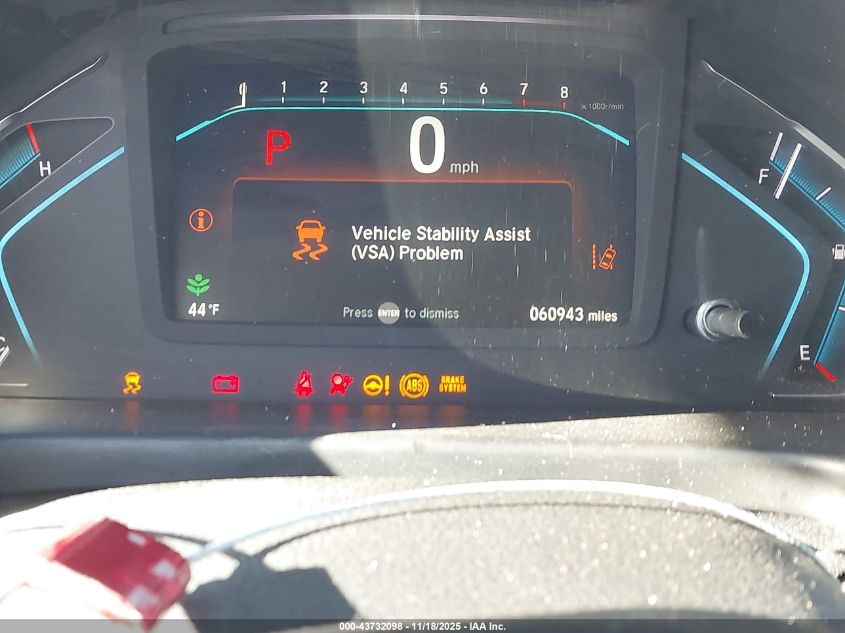 0 1 2 3 4 5 6 7 8
×1000r/min
P 0 mph
H
F
Vehicle Stability Assist
(VSA) Problem
44°F
Press ENTER to dismiss
060943 miles
C
E
ABS
BRAKE
SYSTEM
000-43732098 - 11/18/2025 - IAA Inc.